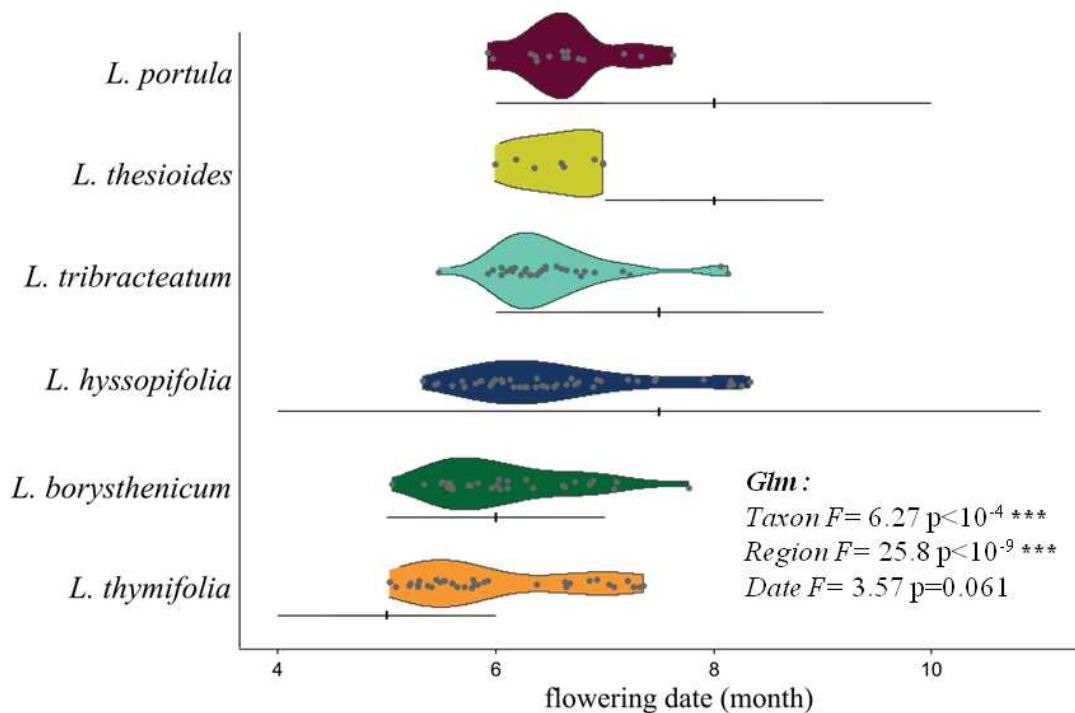 L. portula
L. thesioides
L. tribracteatum
L. hyssopifolia
L. borysthenicum
L. thymifolia
Glm :
Taxon F= 6.27 p<10⁻⁴ ***
Region F= 25.8 p<10⁻⁹ ***
Date F= 3.57 p=0.061
4 6 8 10
flowering date (month)